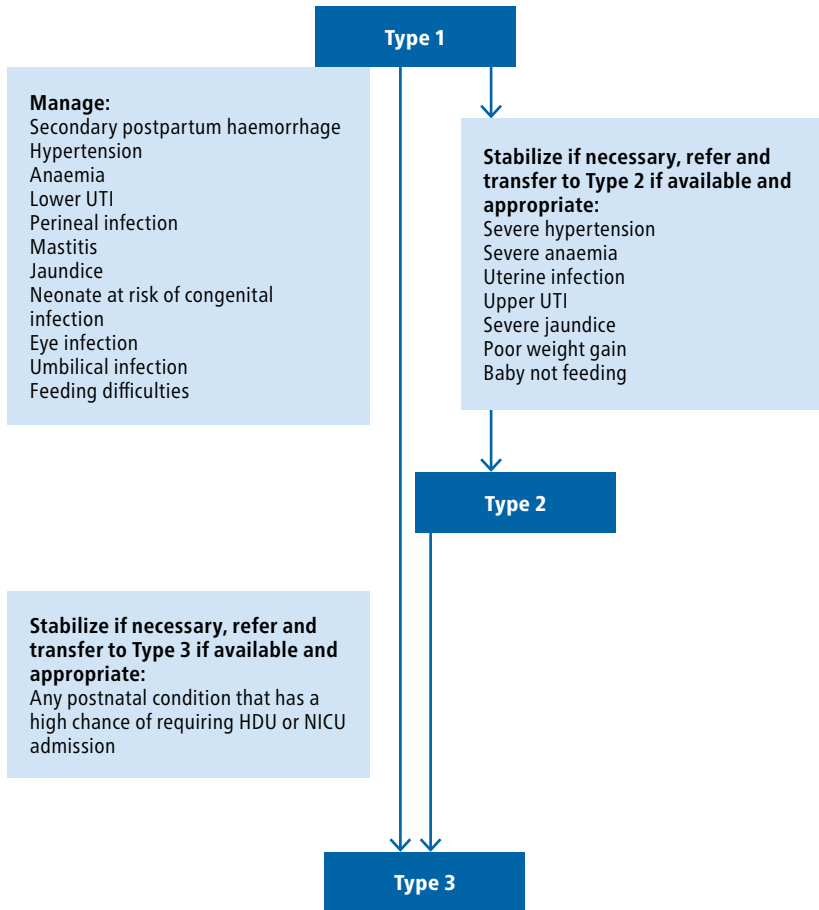 Type 1
Manage:
Secondary postpartum haemorrhage
Hypertension
Anaemia
Lower UTI
Perineal infection
Mastitis
Jaundice
Neonate at risk of congenital
infection
Eye infection
Umbilical infection
Feeding difficulties
Stabilize if necessary, refer and
transfer to Type 2 if available and
appropriate:
Severe hypertension
Severe anaemia
Uterine infection
Upper UTI
Severe jaundice
Poor weight gain
Baby not feeding
Type 2
Stabilize if necessary, refer and
transfer to Type 3 if available and
appropriate:
Any postnatal condition that has a
high chance of requiring HDU or NICU
admission
Type 3